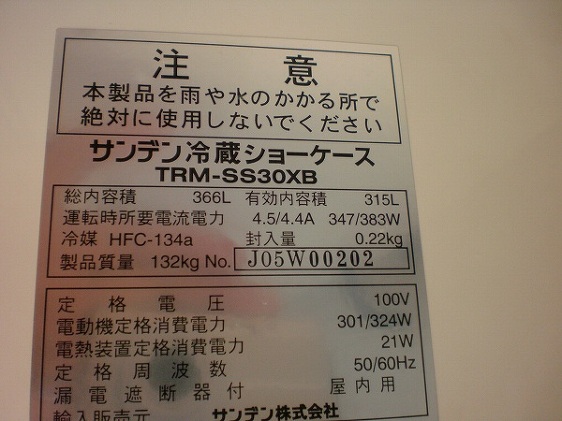 注 意
本製品を雨や水のかかる所で
絶対に使用しないでください
サンデン冷蔵ショーケース
TRM-SS30XB
総内容積 366L 有効内容積 315L
運転時所要電流電力 4.5/4.4A 347/383W
冷媒 HFC-134a 封入量 0.22kg
製品質量 132kg No. J05W00202
定格電圧 100V
電動機定格消費電力 301/324W
電熱装置定格消費電力 21W
定格周波数 50/60Hz
漏電遮断器付 屋内用
輸入販売元 サンデン株式会社